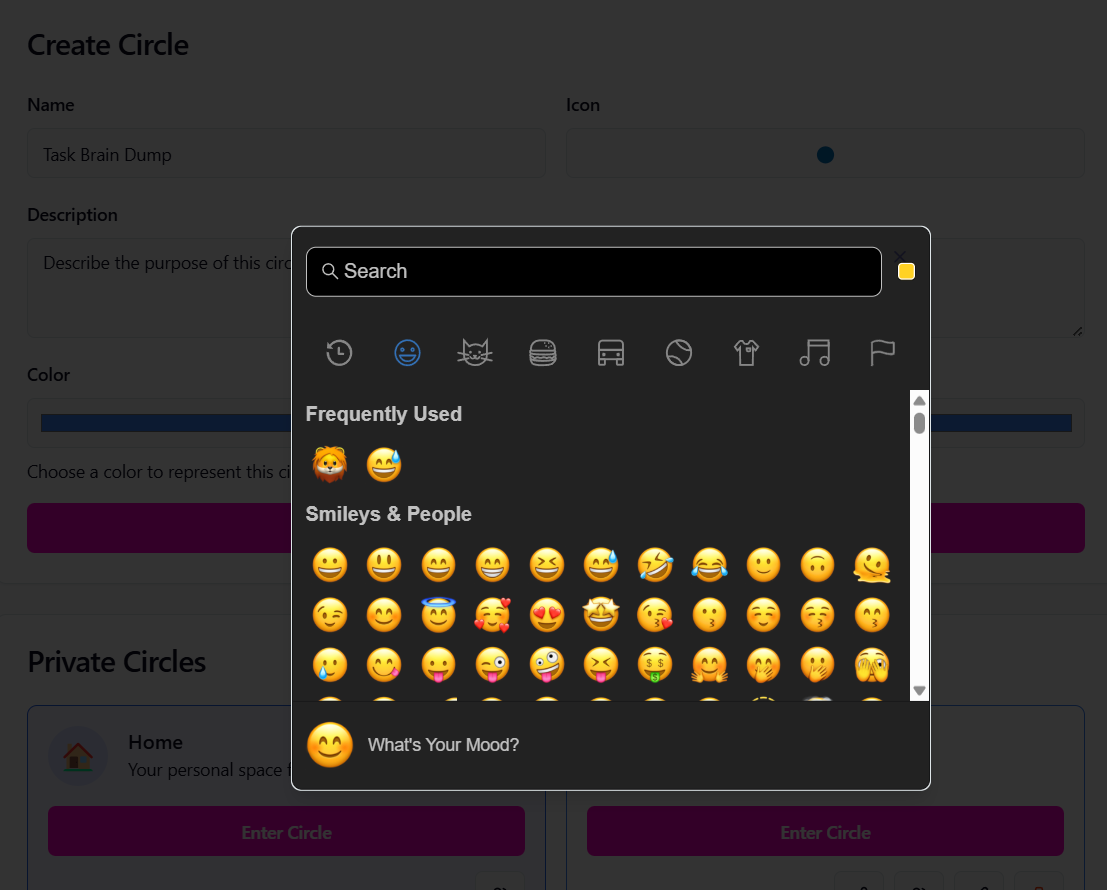 Create Circle
Name
Icon
Task Brain Dump
Description
Describe the purpose of this circ
Search
Color
Frequently Used
Choose a color to represent this ci
Smileys & People
Private Circles
Home
Your personal space f
What's Your Mood?
Enter Circle
Enter Circle